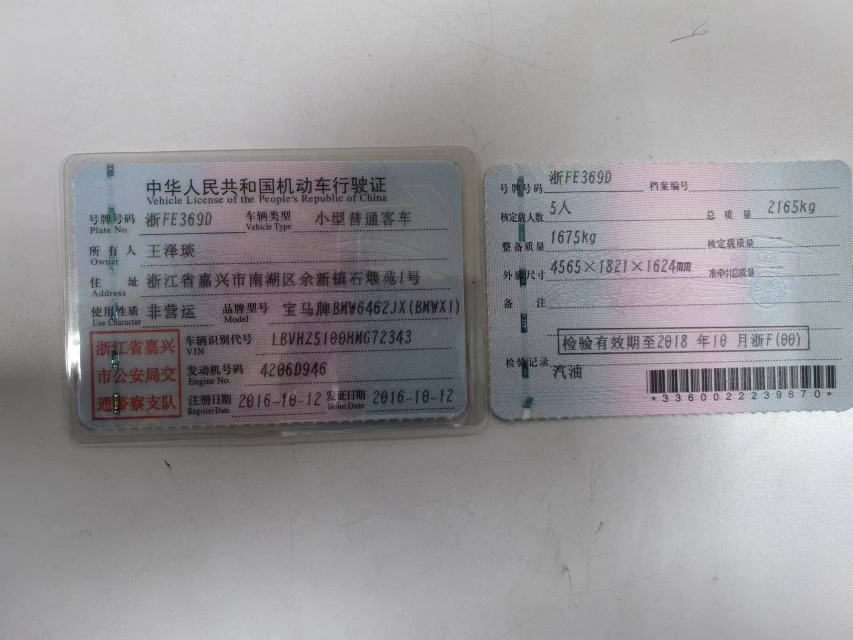 中华人民共和国机动车行驶证
Vehicle License of the People's Republic of China
号牌号码 浙FE369D 车辆类型 小型普通客车
Plate No. Vehicle Type
所有人 王泽琰
Owner
住址 浙江省嘉兴市南湖区余新镇石堰苑1号
Address
使用性质 非营运 品牌型号 宝马牌BMW6462JX(BMWX1)
Use Character Model
浙江省嘉兴
市公安局交
通警察支队
车辆识别代号 LBVHZ5100HMG72343
VIN
发动机号码 4206D946
Engine No.
注册日期 2016-10-12 发证日期 2016-10-12
Register Date Issue Date
号牌号码 浙FE369D 档案编号
核定载人数 5人 总质量 2165kg
整备质量 1675kg 核定载质量
外廓尺寸 4565×1821×1624mm 准牵引总质量
备注
检验有效期至2018年10月浙F(00)
检验记录
汽油
*3360022239870*